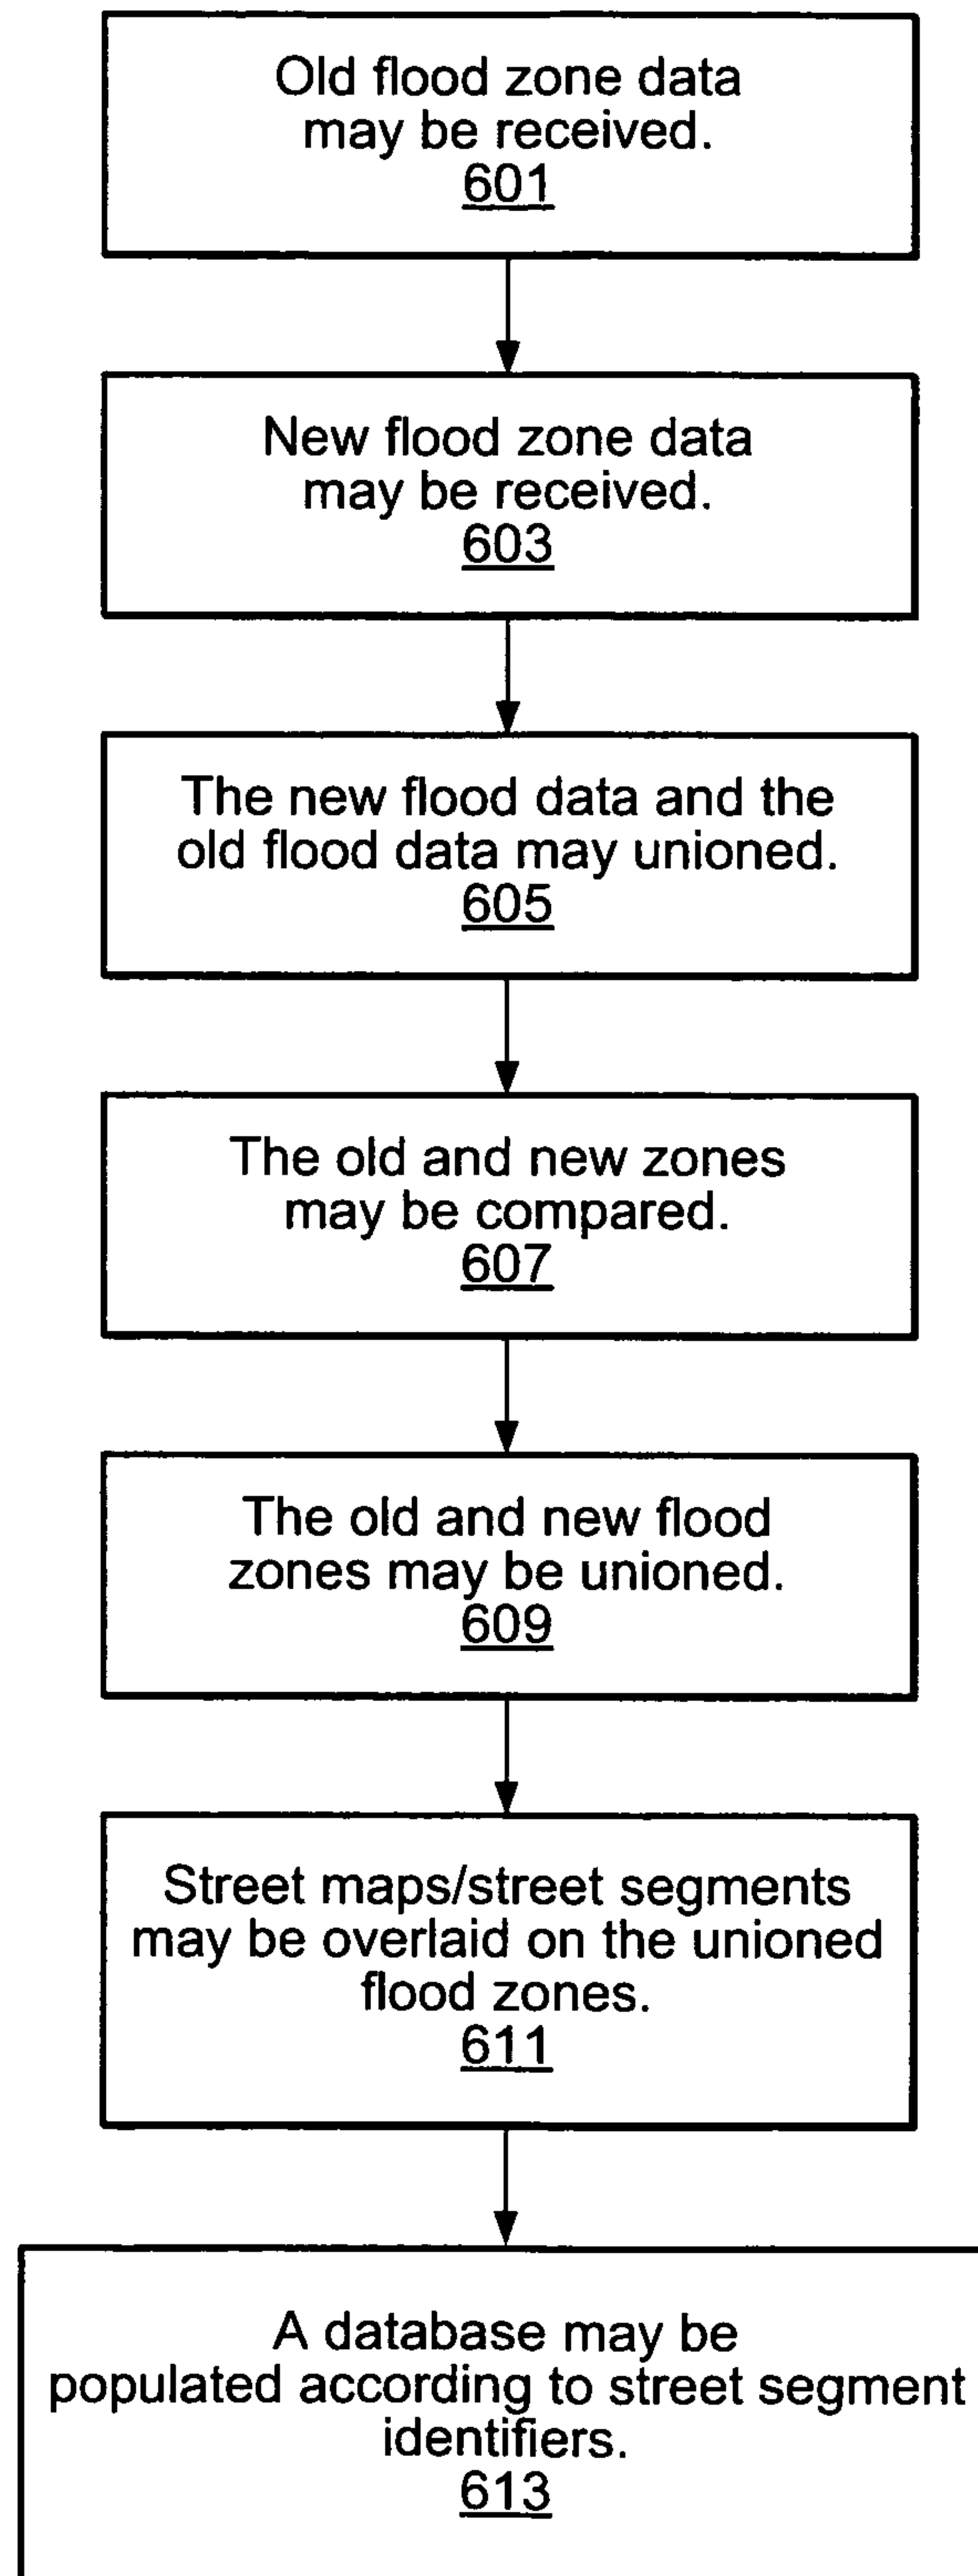 Old flood zone data
may be received.
601
New flood zone data
may be received.
603
The new flood data and the
old flood data may unioned.
605
The old and new zones
may be compared.
607
The old and new flood
zones may be unioned.
609
Street maps/street segments
may be overlaid on the unioned
flood zones.
611
A database may be
populated according to street segment
identifiers.
613